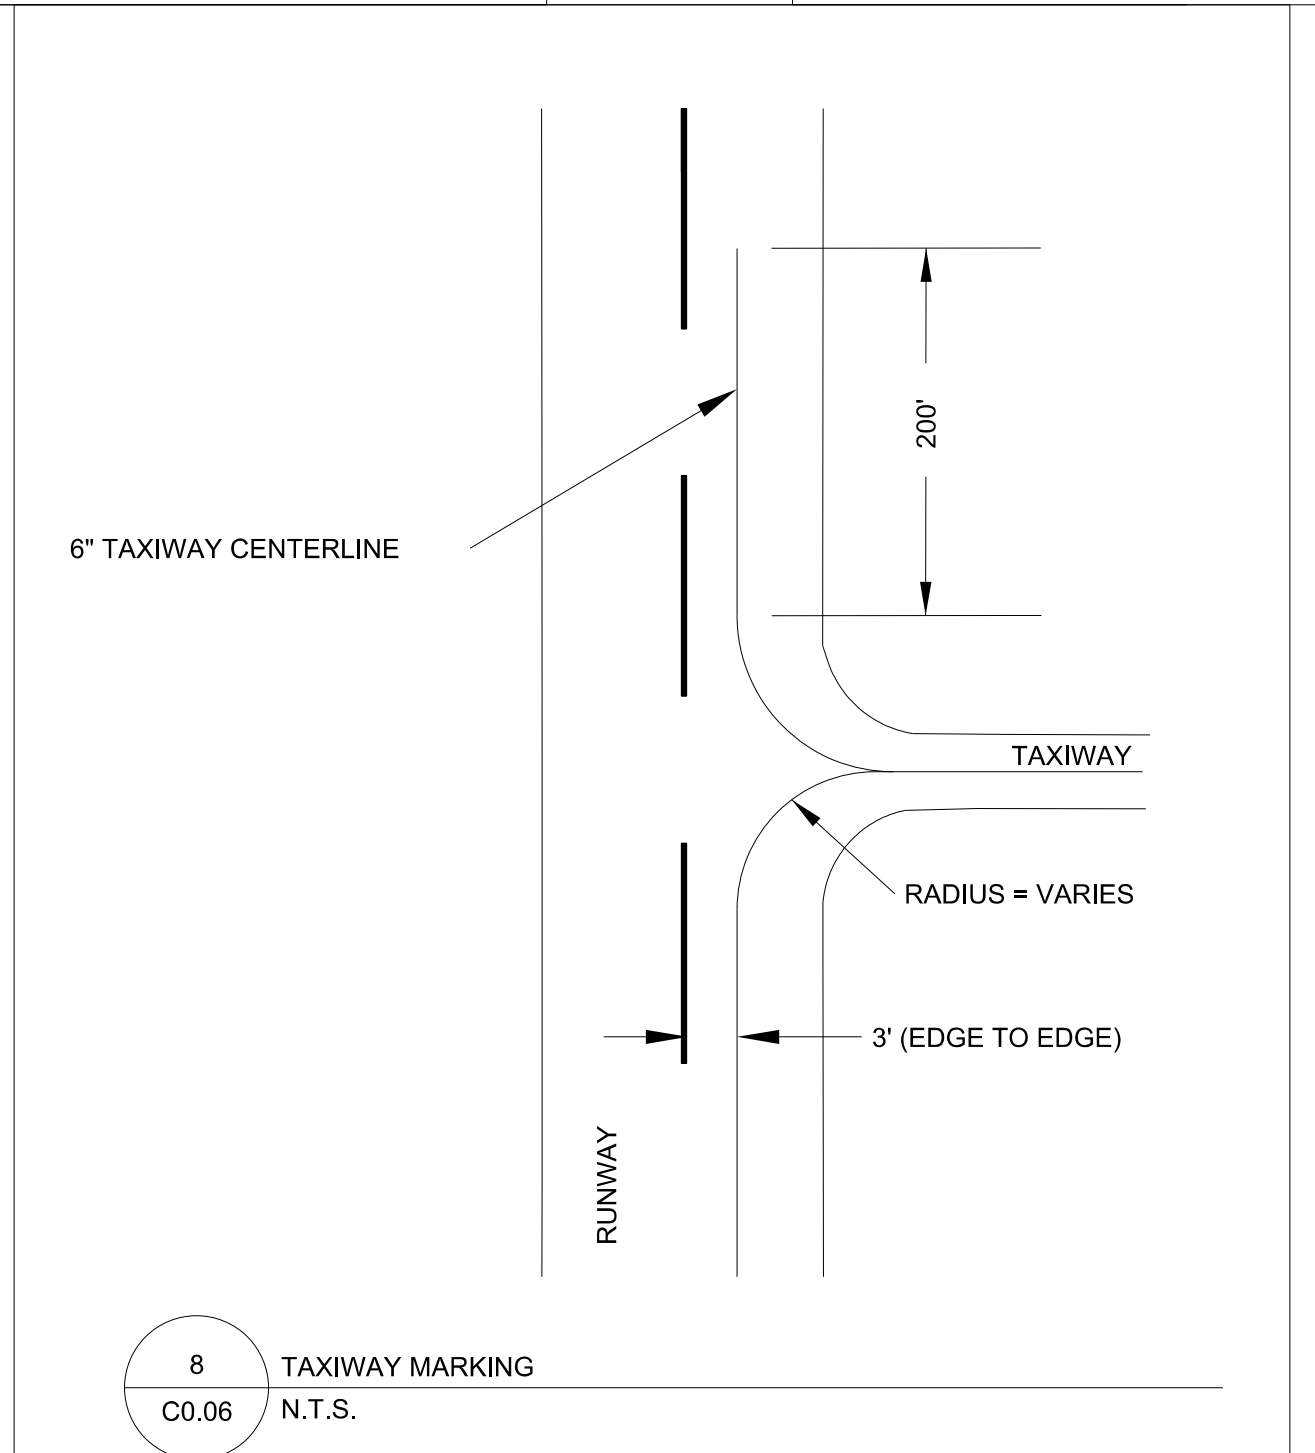 200'
6" TAXIWAY CENTERLINE
TAXIWAY
RADIUS = VARIES
3' (EDGE TO EDGE)
RUNWAY
8
TAXIWAY MARKING
C0.06
N.T.S.